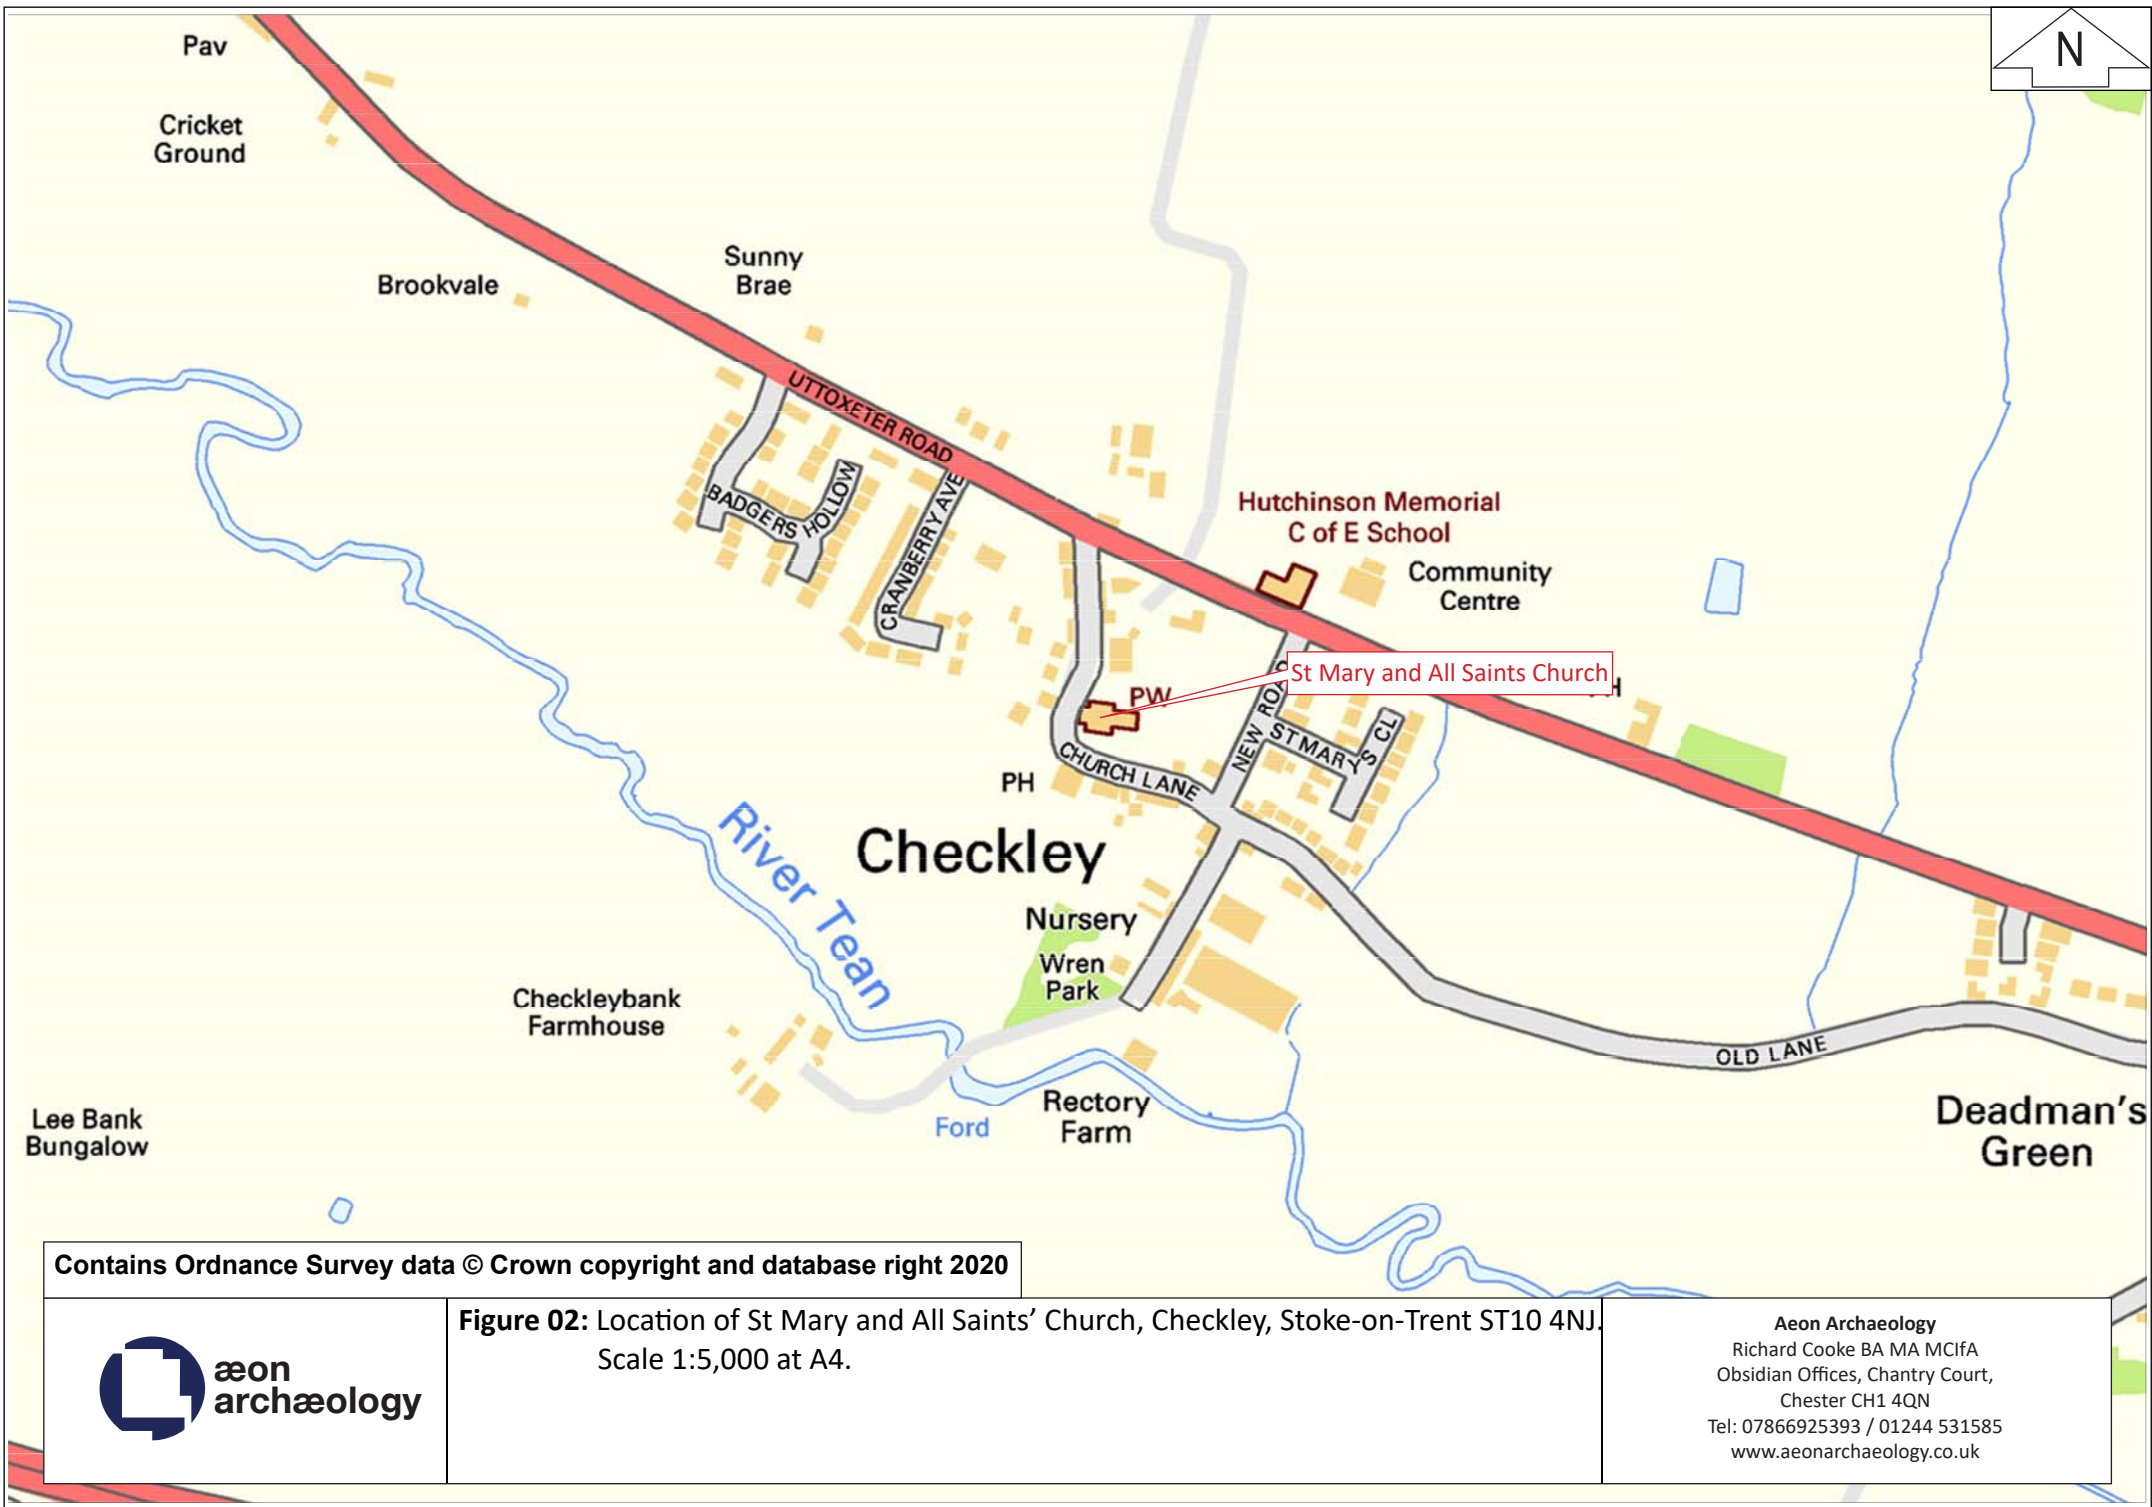 N
Pav
Cricket
Ground
Sunny
Brae
Brookvale
UTTOXETER ROAD
BADGERS HOLLOW
CRANBERRY AVE
Hutchinson Memorial
C of E School
Community
Centre
St Mary and All Saints Church
PW
NEW ROAD
ST MARY'S CL
CHURCH LANE
PH
Checkley
River Tean
Nursery
Wren
Park
Checkleybank
Farmhouse
OLD LANE
Ford
Rectory
Farm
Deadman's
Green
Lee Bank
Bungalow
Contains Ordnance Survey data © Crown copyright and database right 2020
æon
archæology
Figure 02: Location of St Mary and All Saints’ Church, Checkley, Stoke-on-Trent ST10 4NJ.
Scale 1:5,000 at A4.
Aeon Archaeology
Richard Cooke BA MA MCIfA
Obsidian Offices, Chantry Court,
Chester CH1 4QN
Tel: 07866925393 / 01244 531585
www.aeonarchaeology.co.uk